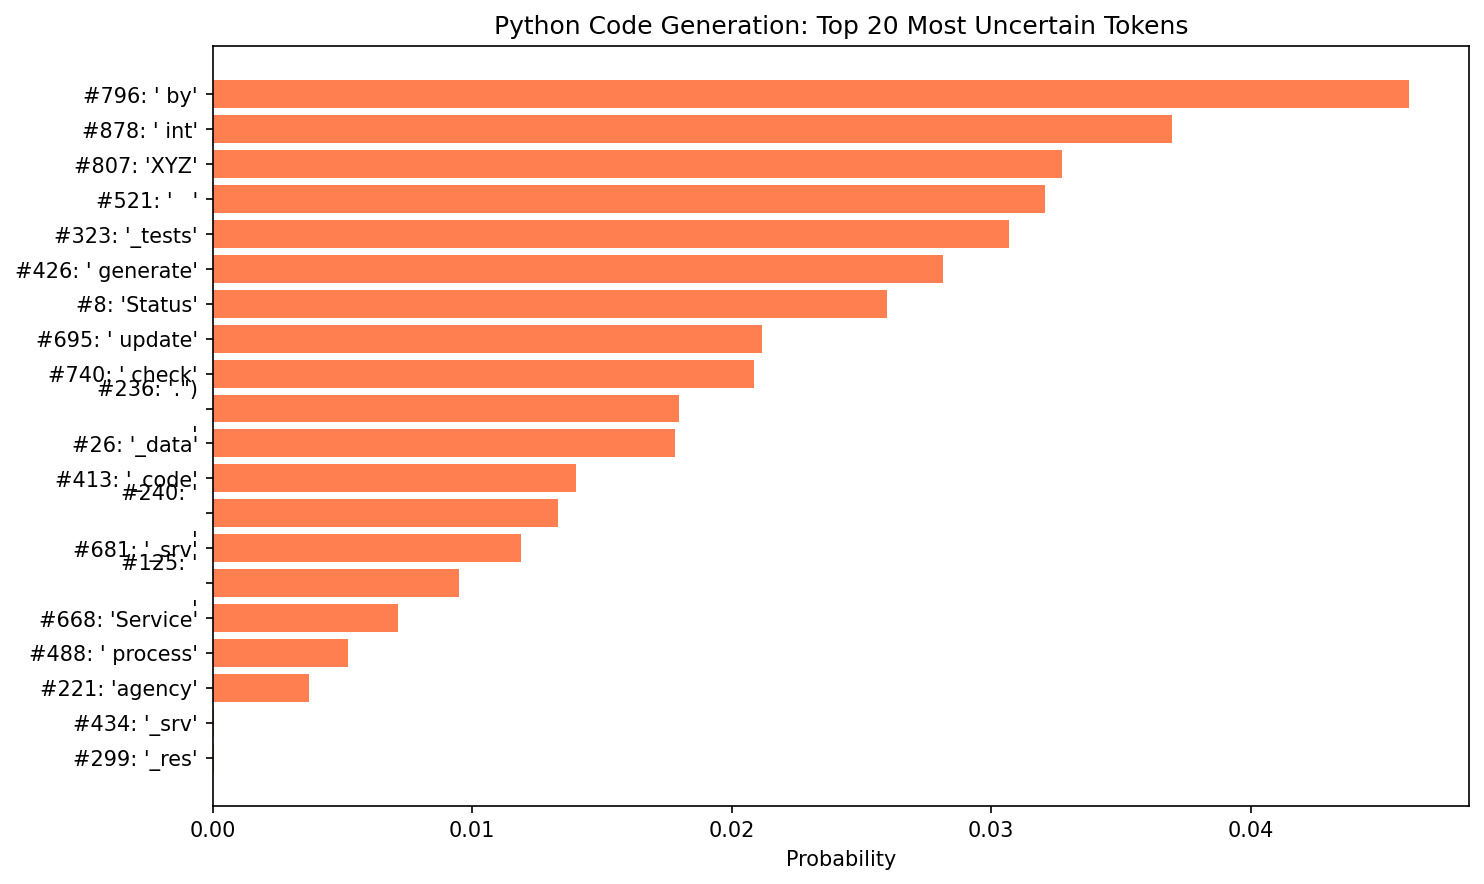 Python Code Generation: Top 20 Most Uncertain Tokens
#796: ' by'
#878: ' int'
#807: 'XYZ'
#521: '   '
#323: '_tests'
#426: ' generate'
#8: 'Status'
#695: ' update'
#740: ' check'
#236: '.")
'
#26: '_data'
#413: '_code'
#240: '
'
#681: '_srv'
#125: '
'
#668: 'Service'
#488: ' process'
#221: 'agency'
#434: '_srv'
#299: '_res'
0.00 0.01 0.02 0.03 0.04
Probability